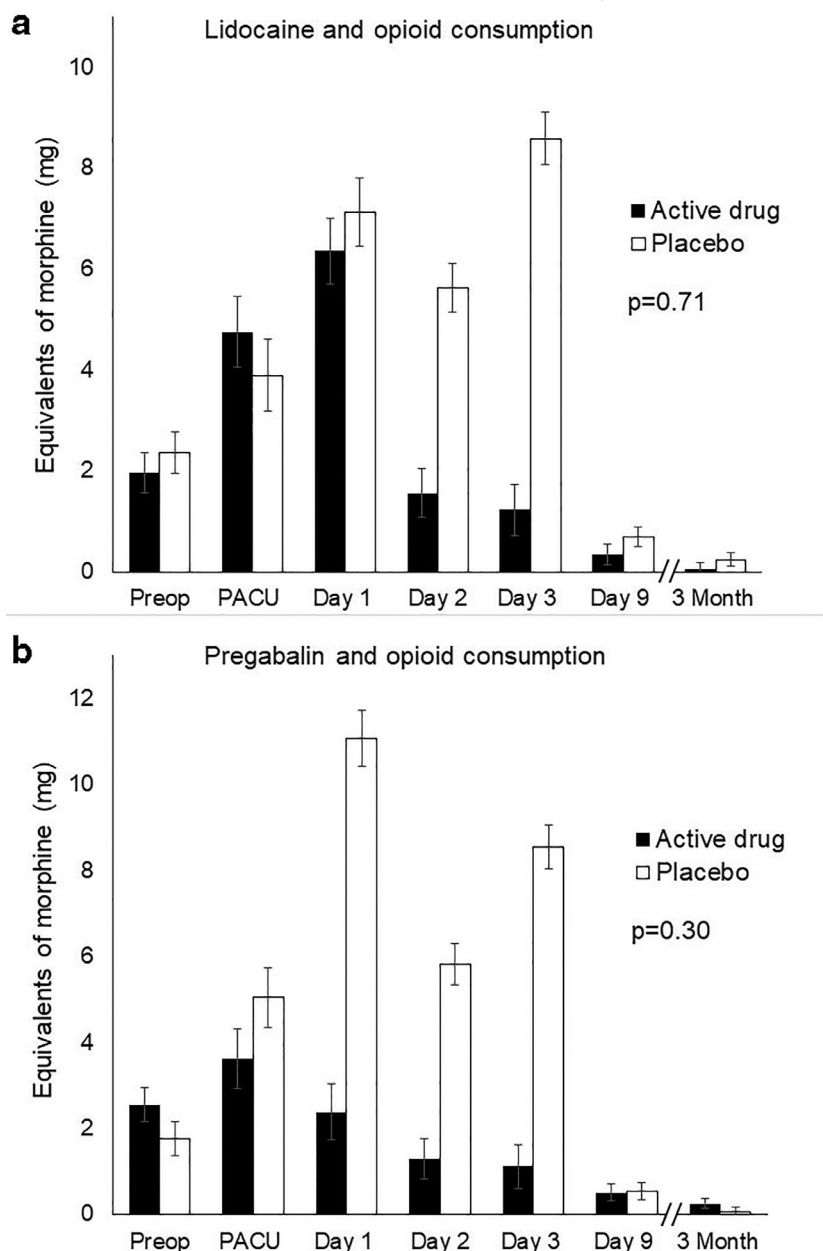 a
Lidocaine and opioid consumption
Equivalents of morphine (mg)
10
8
6
4
2
0
Active drug
Placebo
p=0.71
Preop PACU Day 1 Day 2 Day 3 Day 9 3 Month
b
Pregabalin and opioid consumption
Equivalents of morphine (mg)
12
10
8
6
4
2
0
Active drug
Placebo
p=0.30
Preop PACU Day 1 Day 2 Day 3 Day 9 3 Month